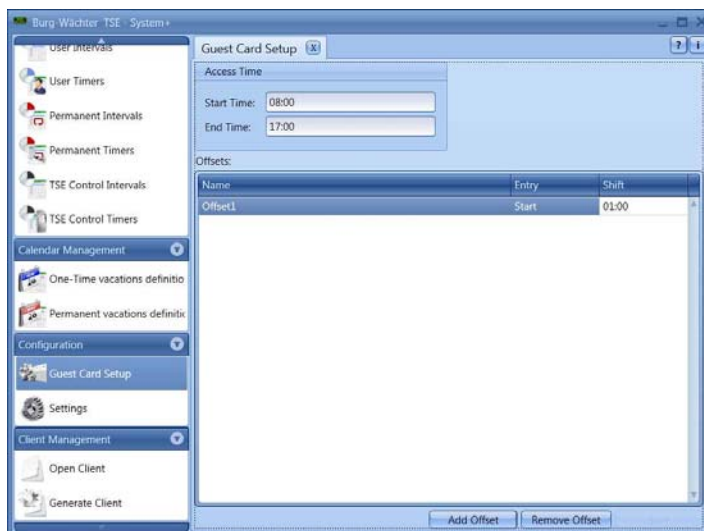 Burg-Wächter TSE - System+
User Intervals
User Timers
Permanent Intervals
Permanent Timers
TSE Control Intervals
TSE Control Timers
Calendar Management
One-Time vacations definitio
Permanent vacations definitic
Configuration
Guest Card Setup
Settings
Client Management
Open Client
Generate Client
Guest Card Setup x
? i
Access Time
Start Time: 08:00
End Time: 17:00
Offsets:
Name Entry Shift
Offset1 Start 01:00
Add Offset Remove Offset